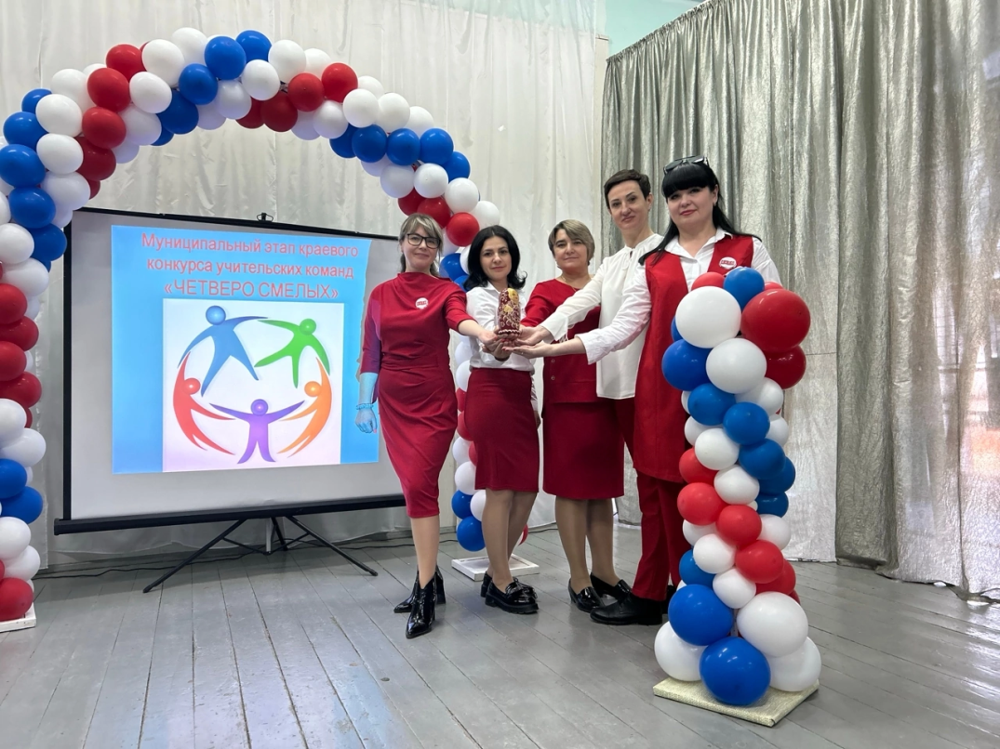 Муниципальный этап краевого
конкурса учительских команд
«ЧЕТВЕРО СМЕЛЫХ»